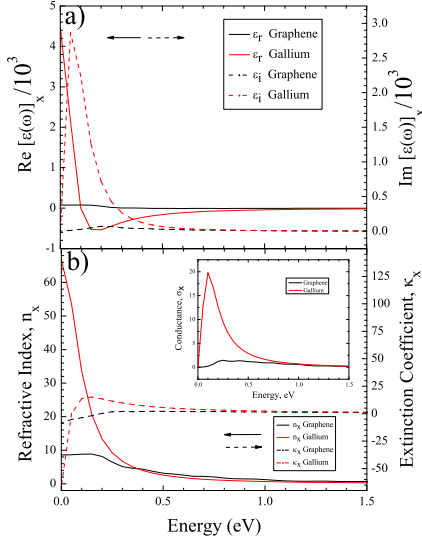 a)
Re [ε(ω)]x /10³
Im [ε(ω)]x /10³
5
4
3
2
1
0
-1
3.0
2.5
2.0
1.5
1.0
0.5
0.0
εr Graphene
εr Gallium
εi Graphene
εi Gallium
b)
Refractive Index, nx
Extinction Coefficient, κx
60
50
40
30
20
10
0
125
100
75
50
25
0
-25
-50
Conductance, σx
20
15
10
5
0
0.0
0.5
1.0
1.5
Energy, eV
Graphene
Gallium
nx Graphene
nx Gallium
κx Graphene
κx Gallium
0.0
0.5
1.0
1.5
Energy (eV)